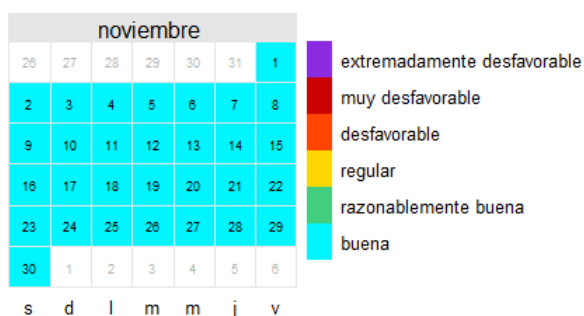 noviembre
26 27 28 29 30 31 1
2 3 4 5 6 7 8
9 10 11 12 13 14 15
16 17 18 19 20 21 22
23 24 25 26 27 28 29
30 1 2 3 4 5 6
s d l m m j v
extremadamente desfavorable
muy desfavorable
desfavorable
regular
razonablemente buena
buena